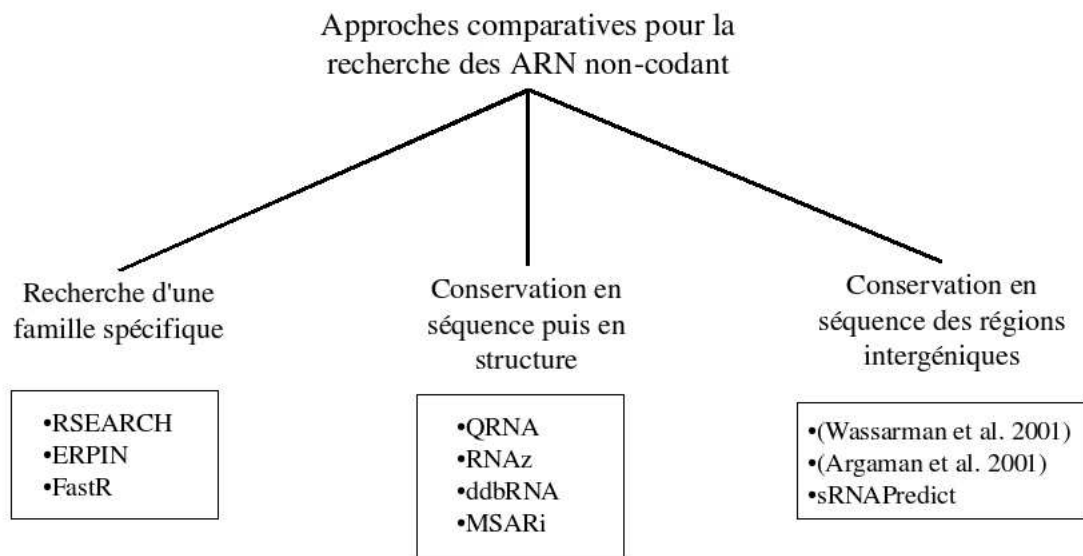 Approches comparatives pour la
recherche des ARN non-codant
Recherche d'une
famille spécifique
•RSEARCH
•ERPIN
•FastR
Conservation en
séquence puis en
structure
•QRNA
•RNAz
•ddbRNA
•MSARi
Conservation en
séquence des régions
intergéniques
•(Wassarman et al. 2001)
•(Argaman et al. 2001)
•sRNAPredict